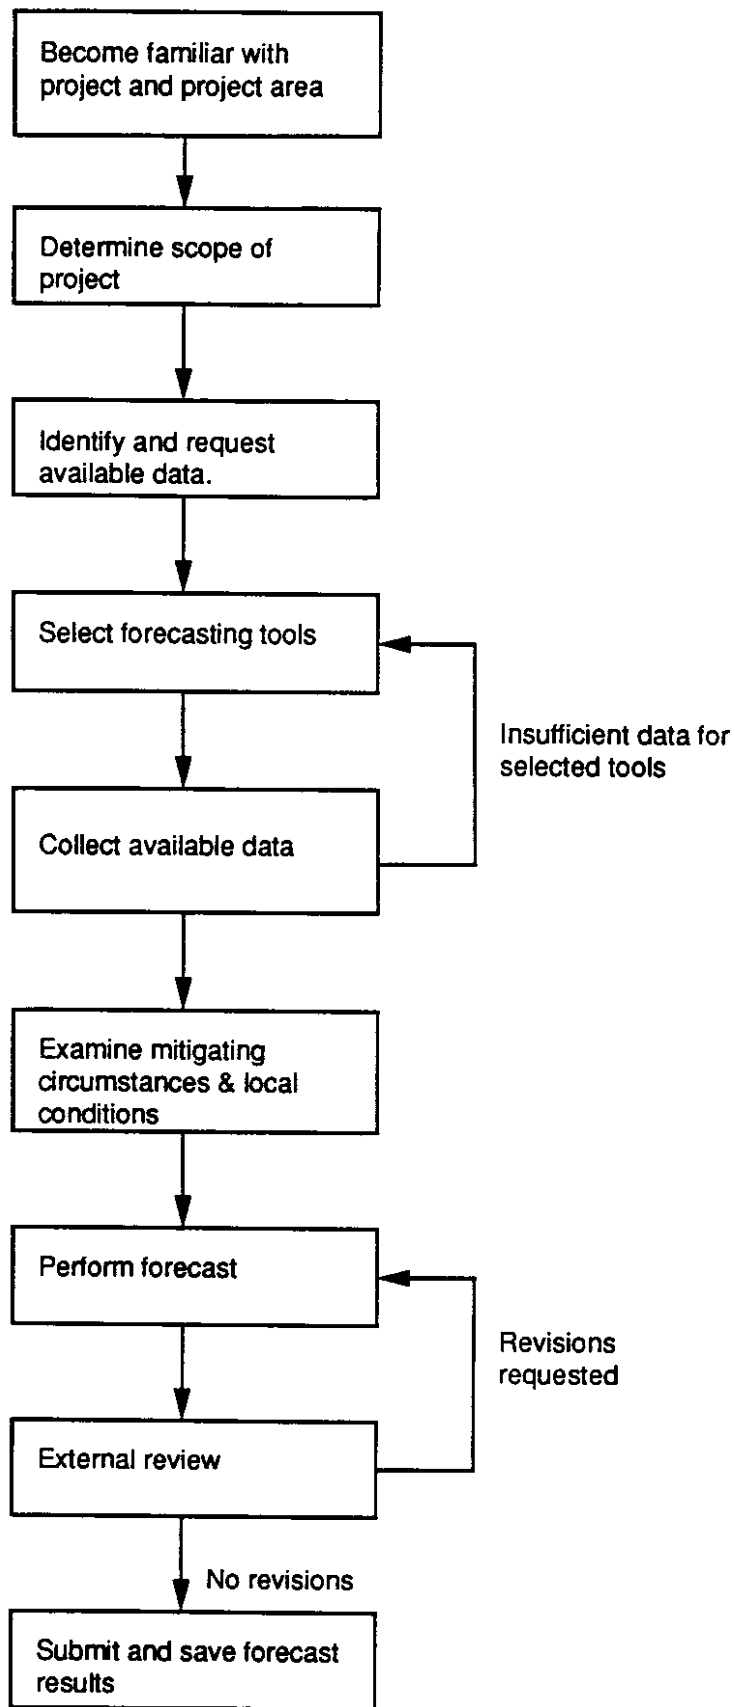 Become familiar with
project and project area
Determine scope of
project
Identify and request
available data.
Select forecasting tools
Insufficient data for
selected tools
Collect available data
Examine mitigating
circumstances & local
conditions
Perform forecast
Revisions
requested
External review
No revisions
Submit and save forecast
results